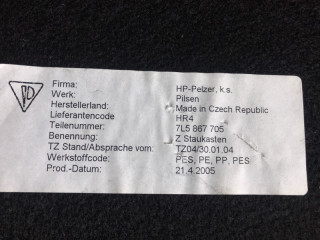 Firma: HP-Pelzer, k.s.
Werk: Pilsen
Herstellerland: Made in Czech Republic
Lieferantencode HR4
Teilenummer: 7L5 867 705
Benennung: Z Staukasten
TZ Stand/Absprache vom: TZ04/30.01.04
Werkstoffcode: PES, PE, PP, PES
Prod.-Datum: 21.4.2005